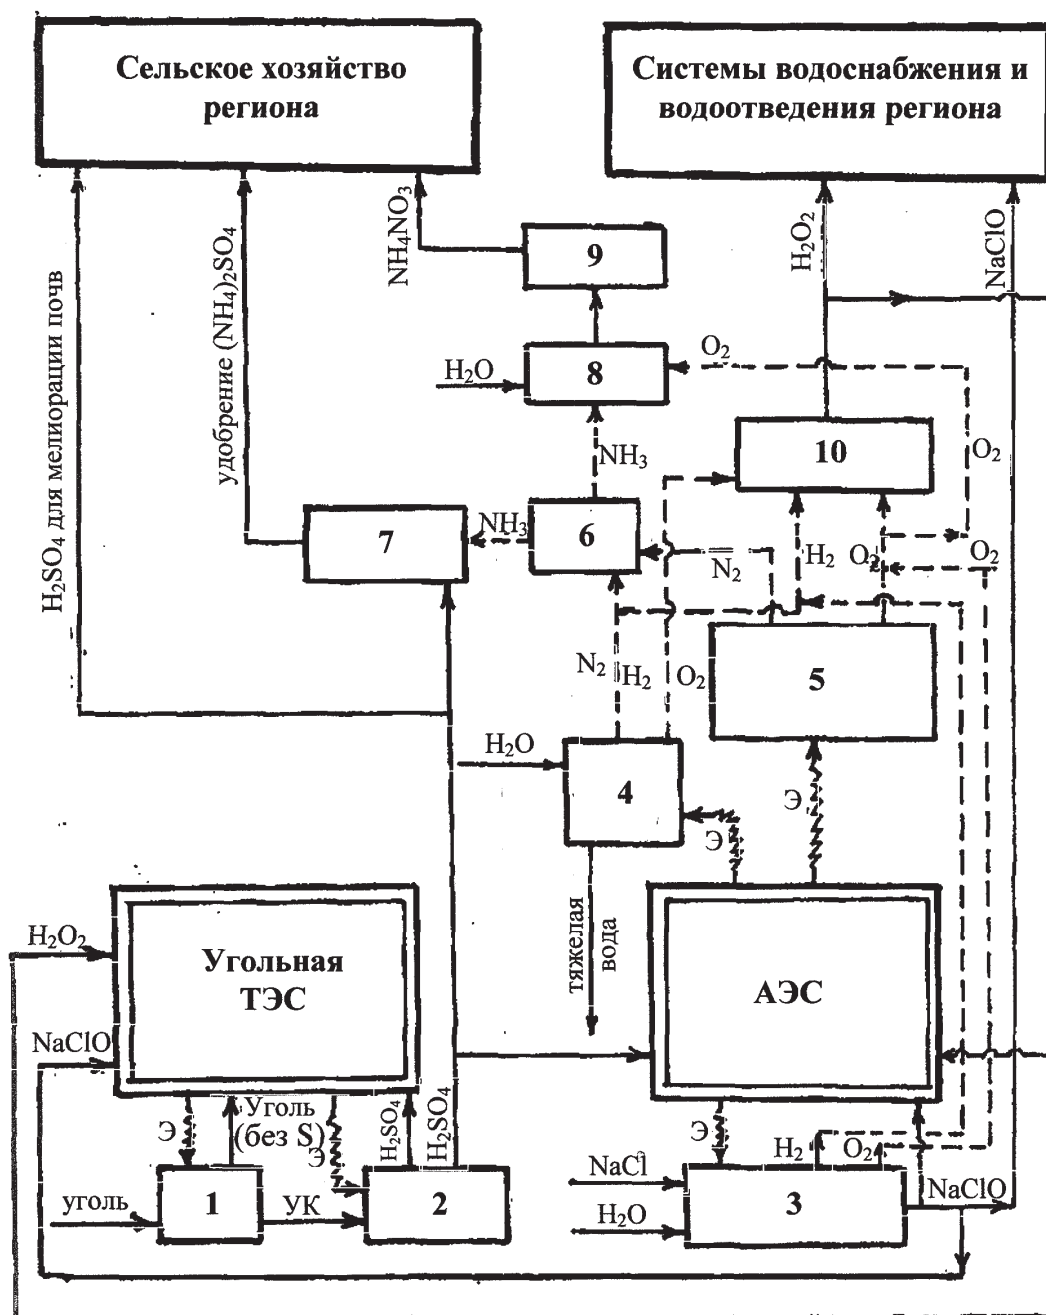 Сельское хозяйство
региона
Системы водоснабжения и
водоотведения региона
H₂SO₄ для мелиорации почв
удобрение (NH₄)₂SO₄
NH₄NO₃
H₂O₂
NaClO
9
8
H₂O
O₂
NH₃
10
O₂
7
NH₃
6
N₂
H₂
O₂
O₂
N₂
H₂
O₂
5
H₂O
4
Э
Э
тяжелая
вода
H₂O₂
Угольная
ТЭС
АЭС
NaClO
Э
Уголь
(без S)
Э
H₂SO₄
H₂SO₄
Э
H₂
O₂
уголь
1
УК
2
NaCl
H₂O
3
NaClO